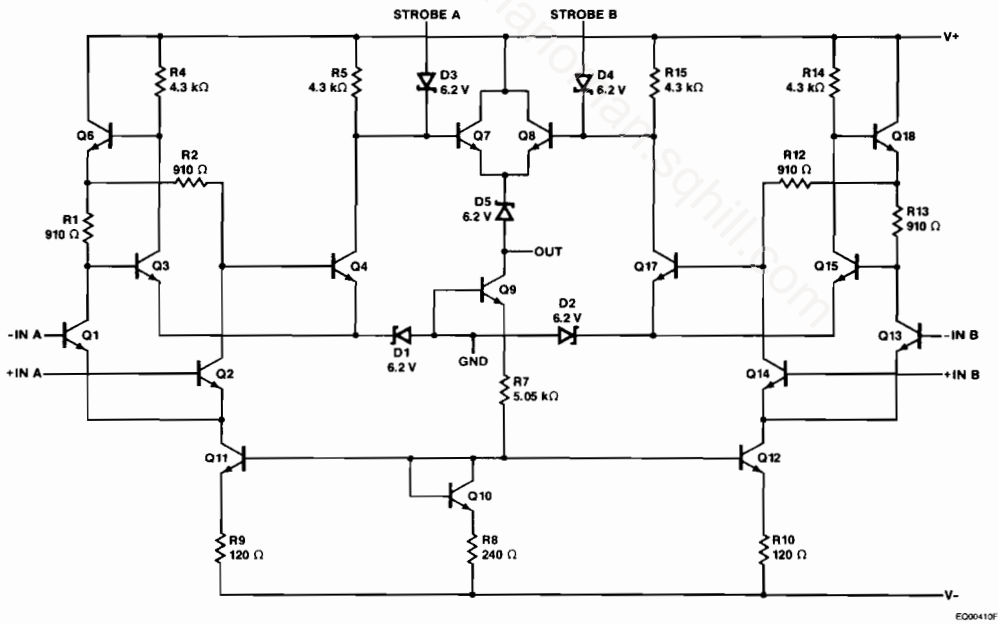 STROBE A
STROBE B
V+
R4
4.3 kΩ
R5
4.3 kΩ
D3
6.2 V
D4
6.2 V
R15
4.3 kΩ
R14
4.3 kΩ
Q6
Q7
Q8
Q18
R2
910 Ω
R12
910 Ω
R1
910 Ω
D5
6.2 V
R13
910 Ω
OUT
Q3
Q4
Q17
Q15
Q9
D2
6.2 V
-IN A
Q1
D1
6.2 V
GND
Q13
-IN B
+IN A
Q2
R7
5.05 kΩ
Q14
+IN B
Q11
Q12
Q10
R9
120 Ω
R8
240 Ω
R10
120 Ω
V-
EQ00410F